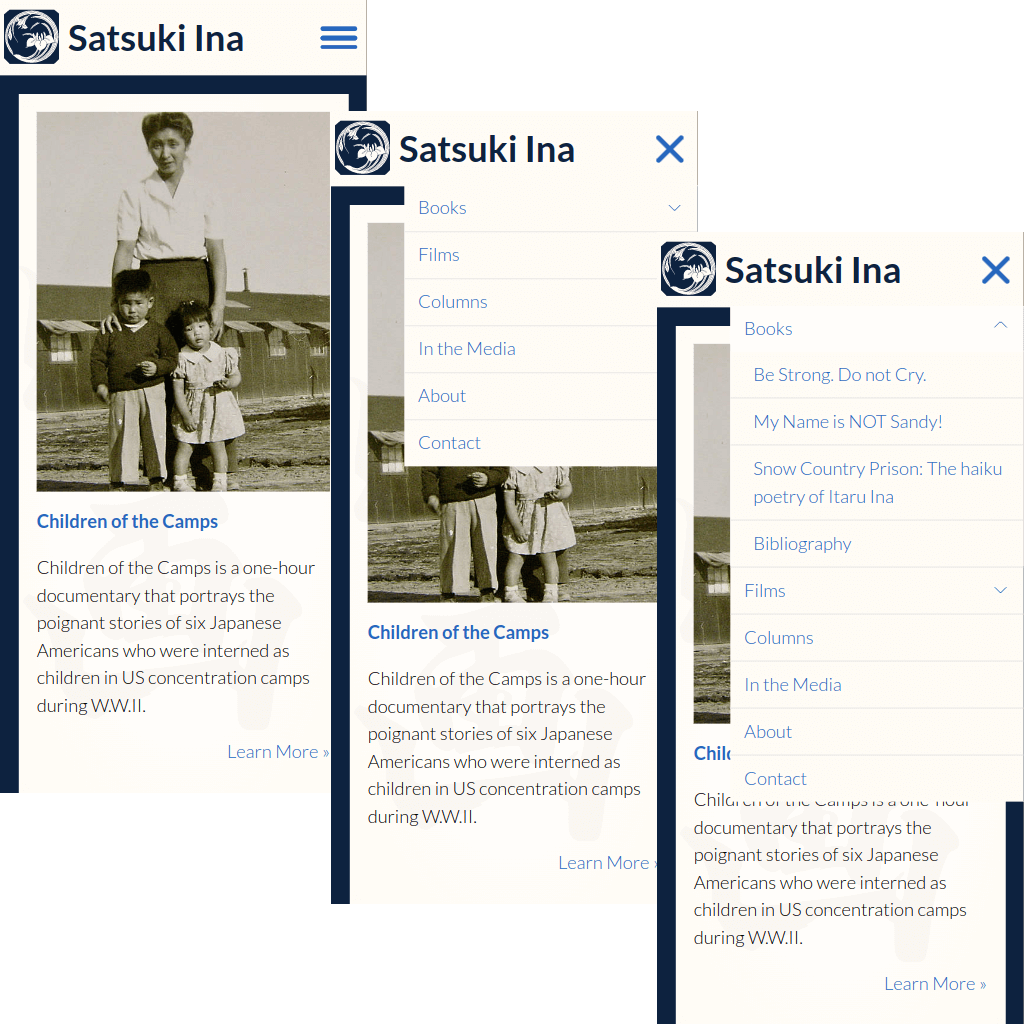 Satsuki Ina
Children of the Camps
Children of the Camps is a one-hour
documentary that portrays the
poignant stories of six Japanese
Americans who were interned as
children in US concentration camps
during W.W.II.
Learn More »
Satsuki Ina
Books
Films
Columns
In the Media
About
Contact
Children of the Camps
Children of the Camps is a one-hour
documentary that portrays the
poignant stories of six Japanese
Americans who were interned as
children in US concentration camps
during W.W.II.
Learn More »
Satsuki Ina
Books
Be Strong. Do not Cry.
My Name is NOT Sandy!
Snow Country Prison: The haiku
poetry of Itaru Ina
Bibliography
Films
Columns
In the Media
About
Contact
Children of the Camps is a one-hour
documentary that portrays the
poignant stories of six Japanese
Americans who were interned as
children in US concentration camps
during W.W.II.
Learn More »